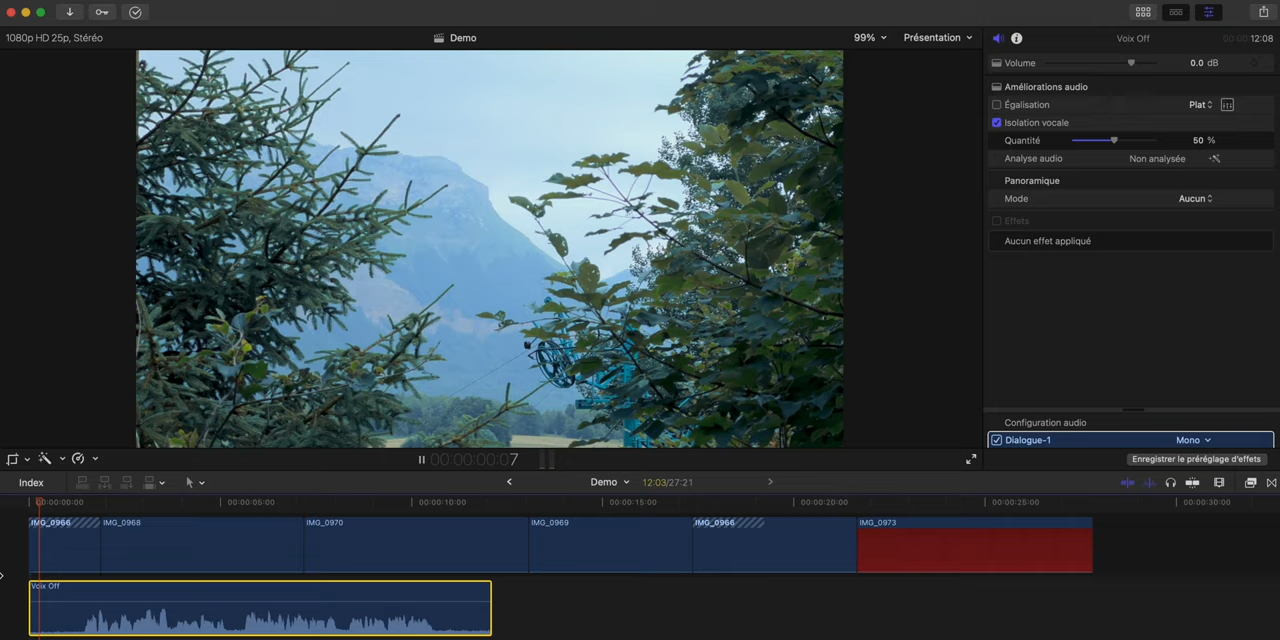 1080p HD 25p, Stéréo
Demo
99%
Présentation
Voix Off
00:00:12:08
Volume
0.0 dB
Améliorations audio
Égalisation
Plat
Isolation vocale
Quantité
50 %
Analyse audio
Non analysée
Panoramique
Mode
Aucun
Effets
Aucun effet appliqué
Configuration audio
Dialogue-1
Mono
Enregistrer le préréglage d'effets
00:00:00:07
Index
Demo
12:03/27:21
00:00:00:00
00:00:05:00
00:00:10:00
00:00:15:00
00:00:20:00
00:00:25:00
00:00:30:00
IMG_0966
IMG_0968
IMG_0970
IMG_0969
IMG_0966
IMG_0973
Voix Off